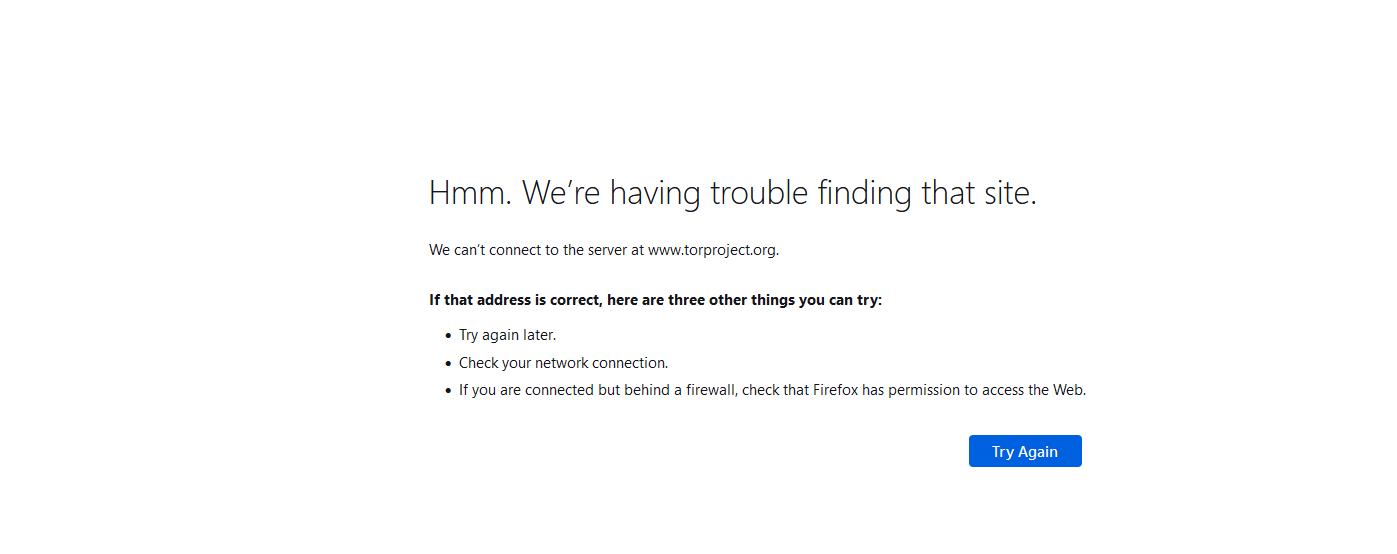 Hmm. We’re having trouble finding that site.
We can’t connect to the server at www.torproject.org.
If that address is correct, here are three other things you can try:
• Try again later.
• Check your network connection.
• If you are connected but behind a firewall, check that Firefox has permission to access the Web.
Try Again